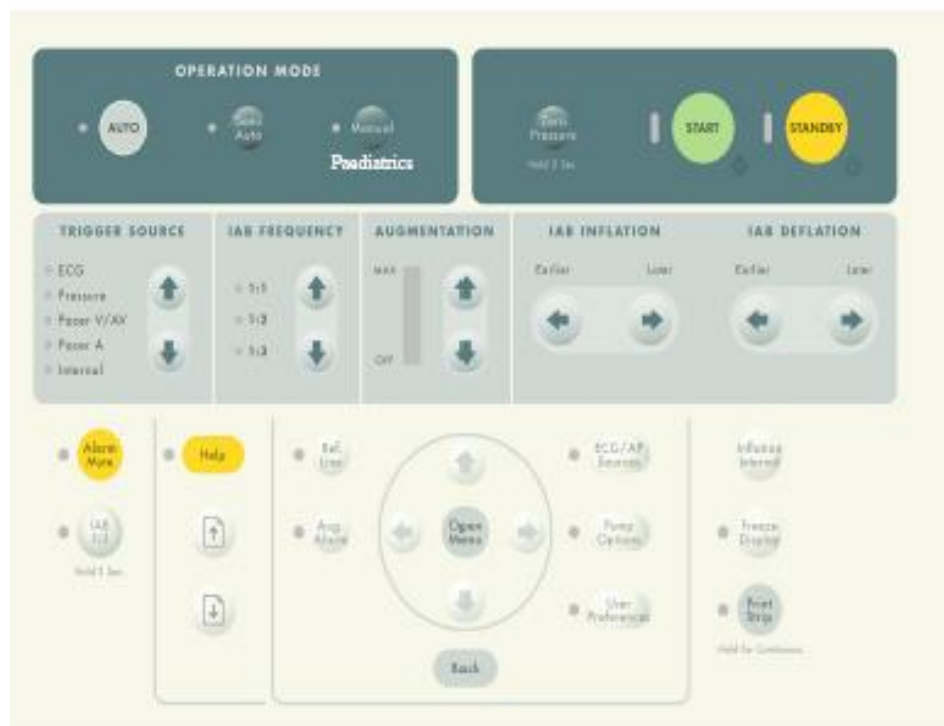 OPERATION MODE
AUTO
Semi Auto
Manual
Paediatrics
Zero
Pressure
Hold 2 Sec
START
STANDBY
TRIGGER SOURCE
ECG
Pressure
Pacer V/AV
Pacer A
Internal
IAB FREQUENCY
1:1
1:2
1:3
AUGMENTATION
MAX
OFF
IAB INFLATION
Earlier
Later
IAB DEFLATION
Earlier
Later
Alarm
Mute
IAB
Hold 2 Sec
Help
Ref.
Line
Aug.
Alarm
Open
Menu
Back
ECG/AP
Sources
Pump
Options
User
Preferences
Inflation
Interval
Freeze
Display
Print
Strip
Hold for Continuous